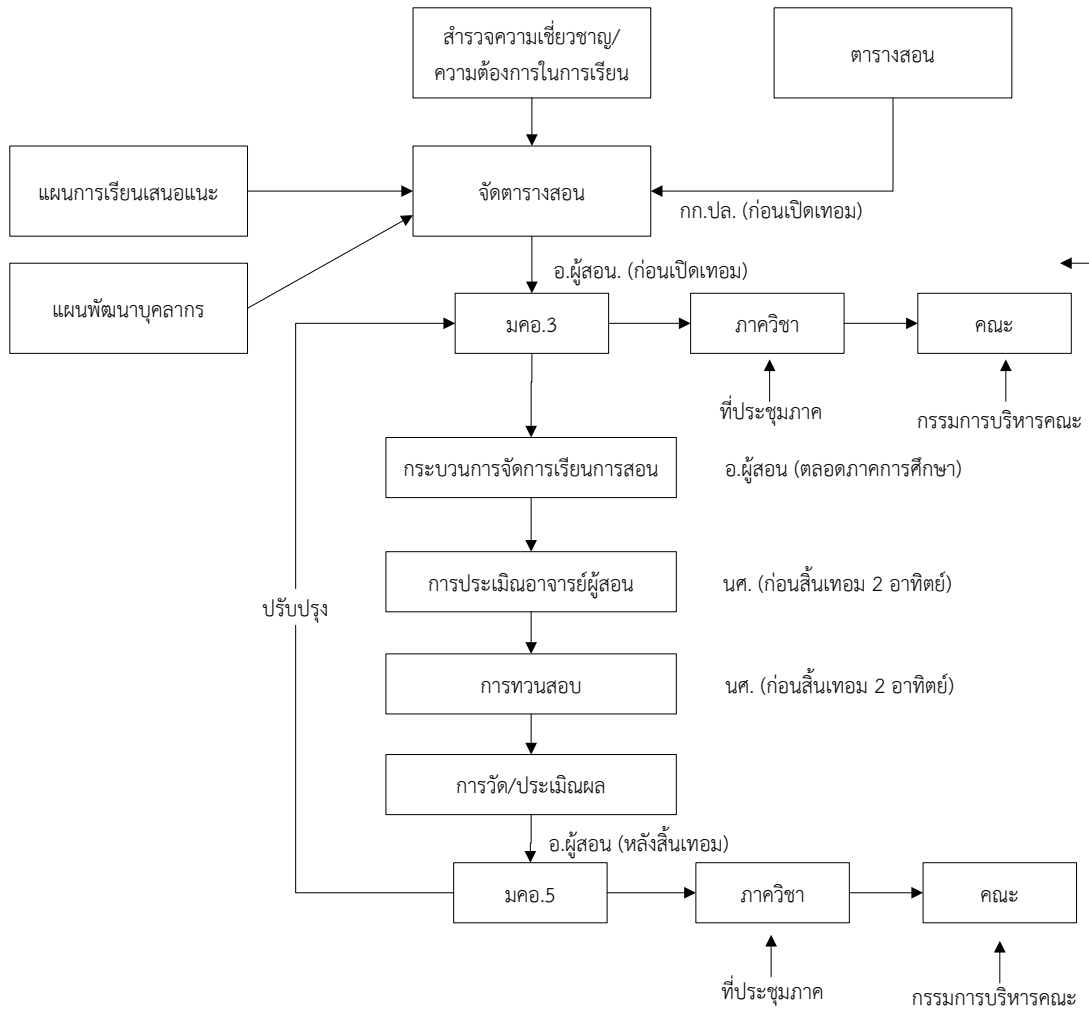 สำรวจความเชี่ยวชาญ/
ความต้องการในการเรียน
ตารางสอน
แผนการเรียนเสนอแนะ
จัดตารางสอน
กก.ปล. (ก่อนเปิดเทอม)
แผนพัฒนาบุคลากร
อ.ผู้สอน. (ก่อนเปิดเทอม)
มคอ.3
ภาควิชา
คณะ
ที่ประชุมภาค
กรรมการบริหารคณะ
กระบวนการจัดการเรียนการสอน
อ.ผู้สอน (ตลอดภาคการศึกษา)
การประเมิณอาจารย์ผู้สอน
นศ. (ก่อนสิ้นเทอม 2 อาทิตย์)
ปรับปรุง
การทวนสอบ
นศ. (ก่อนสิ้นเทอม 2 อาทิตย์)
การวัด/ประเมิณผล
อ.ผู้สอน (หลังสิ้นเทอม)
มคอ.5
ภาควิชา
คณะ
ที่ประชุมภาค
กรรมการบริหารคณะ